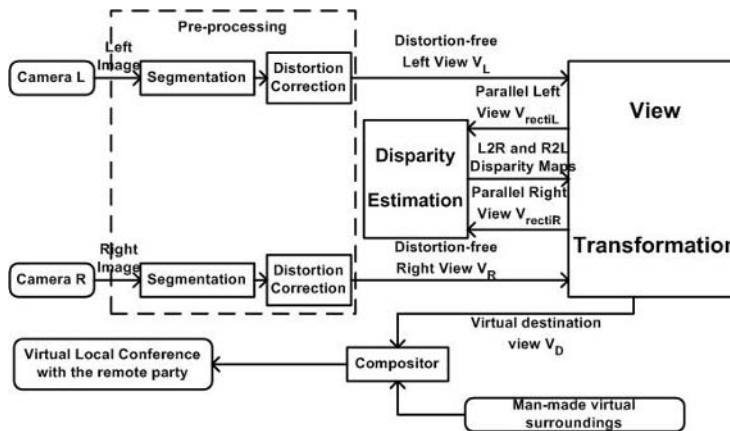 Pre-processing
Left
Image
Camera L
Segmentation
Distortion
Correction
Distortion-free
Left View V_L
View
Transformation
Parallel Left
View V_rectiL
Disparity
Estimation
L2R and R2L
Disparity Maps
Parallel Right
View V_rectiR
Right
Image
Camera R
Segmentation
Distortion
Correction
Distortion-free
Right View V_R
Virtual destination
view V_D
Virtual Local Conference
with the remote party
Compositor
Man-made virtual
surroundings